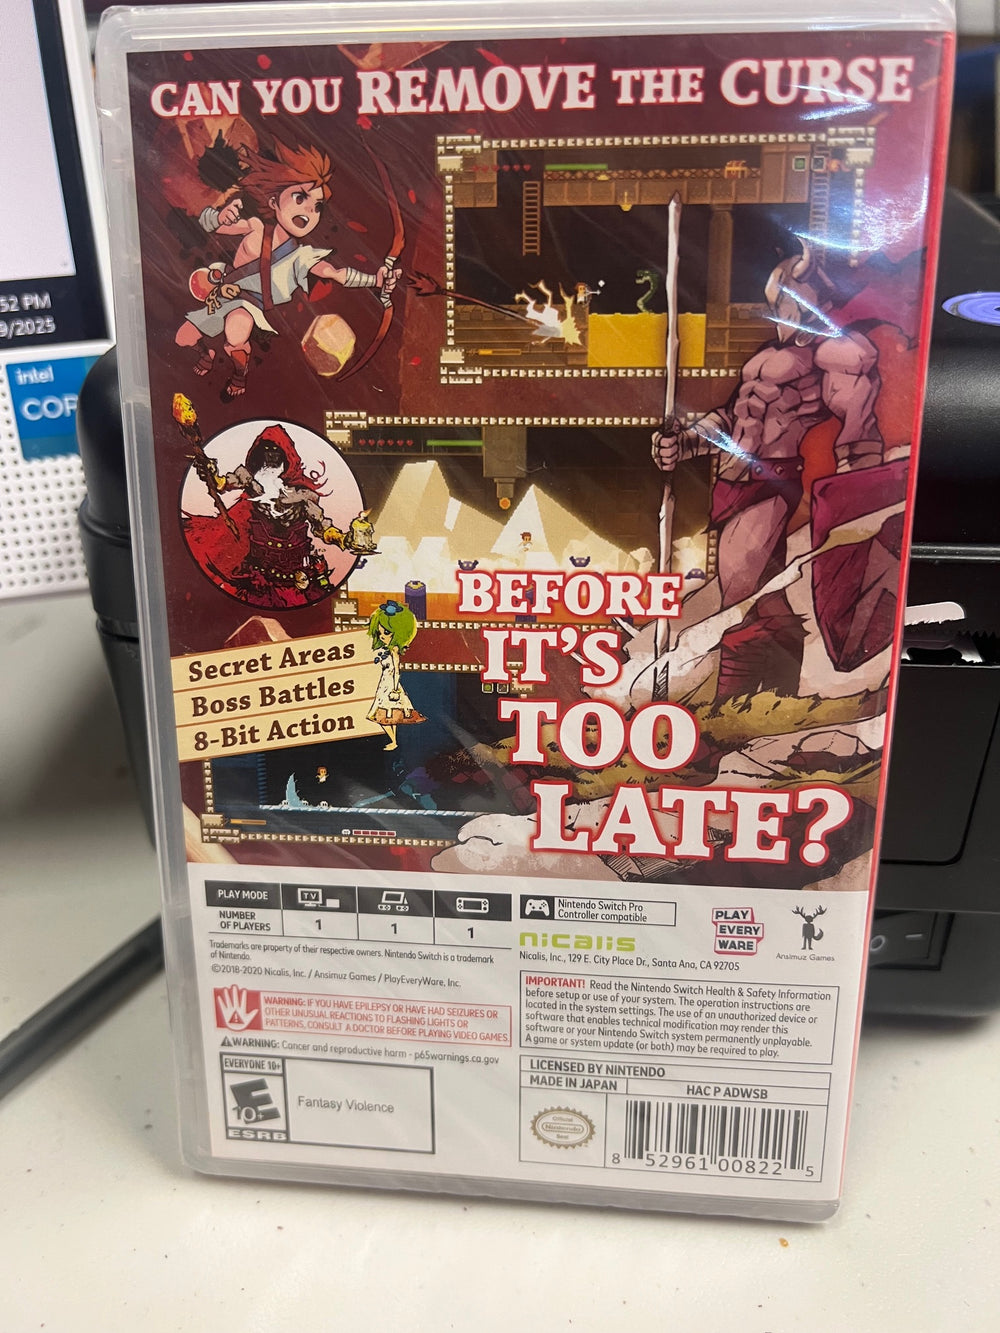 CAN YOU REMOVE THE CURSE
52 PM
9/2025
intel
COR
BEFORE
IT'S
TOO
LATE?
Secret Areas
Boss Battles
8-Bit Action
PLAY MODE
TV
NUMBER
OF PLAYERS
1
1
1
Nintendo Switch Pro
Controller compatible
nicalis
Nicalis, Inc., 129 E. City Place Dr., Santa Ana, CA 92705
PLAY
EVERY
WARE
Ansimuz Games
Trademarks are property of their respective owners. Nintendo Switch is a trademark
of Nintendo.
©2018-2020 Nicalis, Inc. / Ansimuz Games / PlayEveryWare, Inc.
WARNING: IF YOU HAVE EPILEPSY OR HAVE HAD SEIZURES OR
OTHER UNUSUAL REACTIONS TO FLASHING LIGHTS OR
PATTERNS, CONSULT A DOCTOR BEFORE PLAYING VIDEO GAMES.
WARNING: Cancer and reproductive harm - p65warnings.ca.gov
IMPORTANT! Read the Nintendo Switch Health & Safety Information
before setup or use of your system. The operation instructions are
located in the system settings. The use of an unauthorized device or
software that enables technical modification may render this
software or your Nintendo Switch system permanently unplayable.
A game or system update (or both) may be required to play.
EVERYONE 10+
E
10+
ESRB
Fantasy Violence
LICENSED BY NINTENDO
MADE IN JAPAN
HAC P ADWSB
Official
Nintendo
Seal
8 52961 00822 5